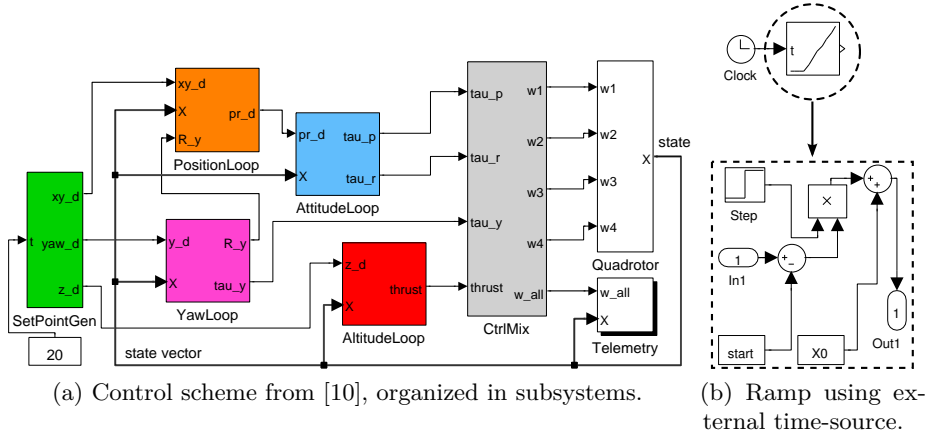 xy_d
X
R_y
pr_d
PositionLoop
pr_d
X
tau_p
tau_r
AttitudeLoop
tau_p
tau_r
tau_y
thrust
w1
w2
w3
w4
w_all
CtrlMix
w1
w2
w3
w4
X
Quadrotor
state
t
xy_d
yaw_d
z_d
SetPointGen
20
y_d
X
R_y
tau_y
YawLoop
z_d
X
thrust
AltitudeLoop
w_all
X
Telemetry
state vector
(a) Control scheme from [10], organized in subsystems.
Clock
t
Step
×
+
+
1
In1
+
−
start
X0
1
Out1
(b) Ramp using ex-
ternal time-source.